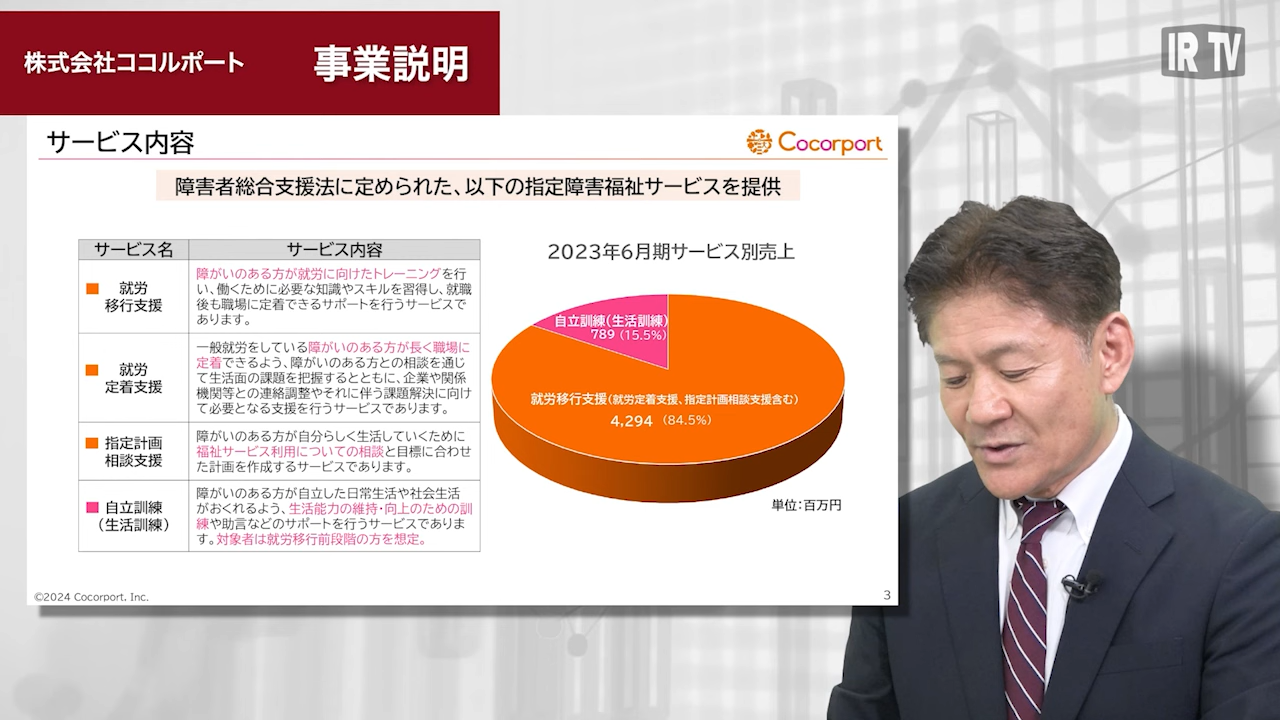 株式会社ココルポート 事業説明
IR TV
サービス内容
Cocorport
障害者総合支援法に定められた、以下の指定障害福祉サービスを提供
サービス名 サービス内容
就労
移行支援
障がいのある方が就労に向けたトレーニングを行
い、働くために必要な知識やスキルを習得し、就職
後も職場に定着できるサポートを行うサービスで
あります。
就労
定着支援
一般就労をしている障がいのある方が長く職場に
定着できるよう、障がいのある方との相談を通じ
て生活面の課題を把握するとともに、企業や関係
機関等との連絡調整やそれに伴う課題解決に向け
て必要となる支援を行うサービスであります。
指定計画
相談支援
障がいのある方が自分らしく生活していくために
福祉サービス利用についての相談と目標に合わせ
た計画を作成するサービスであります。
自立訓練
（生活訓練）
障がいのある方が自立した日常生活や社会生活
がおくれるよう、生活能力の維持・向上のための訓
練や助言などのサポートを行うサービスでありま
す。対象者は就労移行前段階の方を想定。
2023年6月期サービス別売上
自立訓練（生活訓練）
789（15.5%）
就労移行支援（就労定着支援、指定計画相談支援含む）
4,294（84.5%）
単位：百万円
©2024 Cocorport. Inc.
3